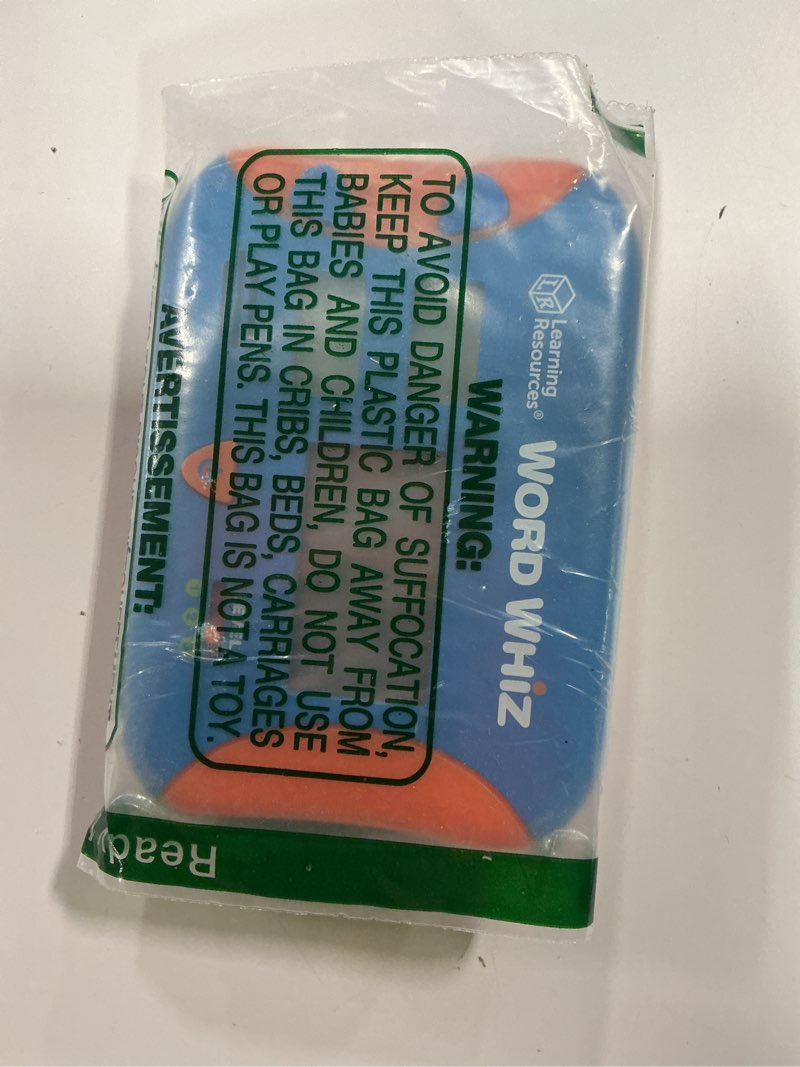 Learning
Resources®
WORD WHiZ
WARNING:
TO AVOID DANGER OF SUFFOCATION,
KEEP THIS PLASTIC BAG AWAY FROM
BABIES AND CHILDREN, DO NOT USE
THIS BAG IN CRIBS, BEDS, CARRIAGES
OR PLAY PENS. THIS BAG IS NOT A TOY.
AVERTISSEMENT:
Ready